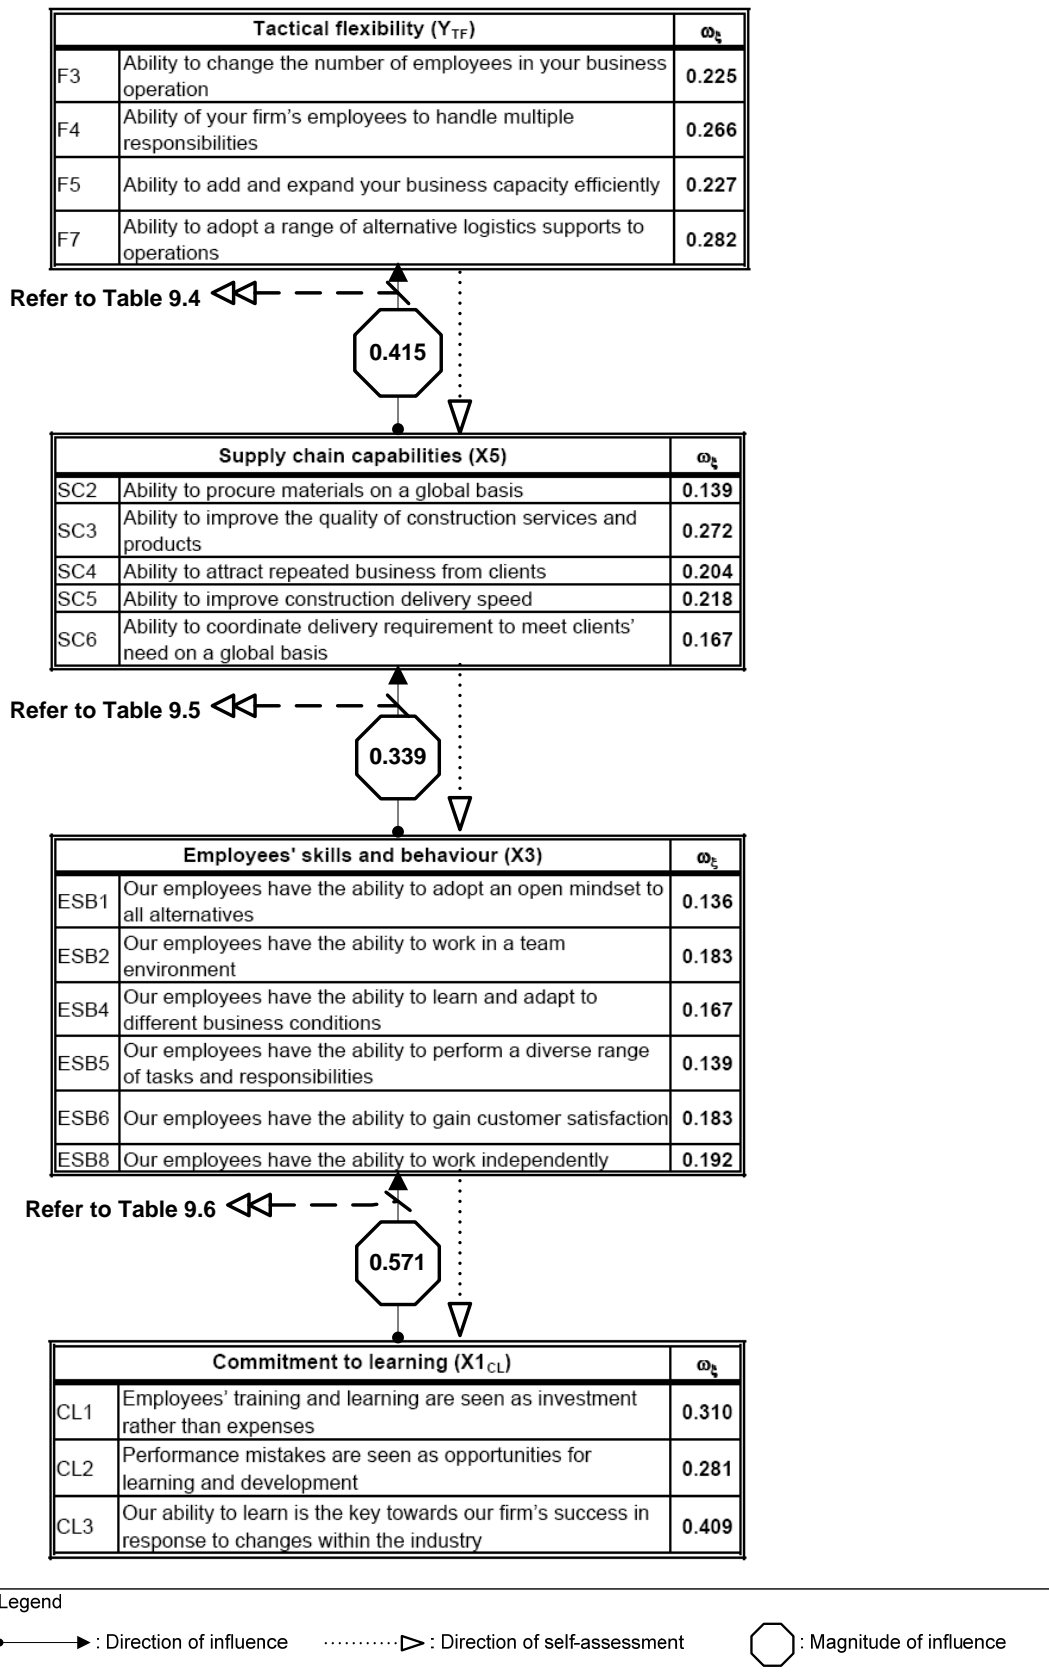 Tactical flexibility (Y_TF) ω_ξ
F3 Ability to change the number of employees in your business
operation 0.225
F4 Ability of your firm's employees to handle multiple
responsibilities 0.266
F5 Ability to add and expand your business capacity efficiently 0.227
F7 Ability to adopt a range of alternative logistics supports to
operations 0.282
Refer to Table 9.4
0.415
Supply chain capabilities (X5) ω_ξ
SC2 Ability to procure materials on a global basis 0.139
SC3 Ability to improve the quality of construction services and
products 0.272
SC4 Ability to attract repeated business from clients 0.204
SC5 Ability to improve construction delivery speed 0.218
SC6 Ability to coordinate delivery requirement to meet clients'
need on a global basis 0.167
Refer to Table 9.5
0.339
Employees' skills and behaviour (X3) ω_ξ
ESB1 Our employees have the ability to adopt an open mindset to
all alternatives 0.136
ESB2 Our employees have the ability to work in a team
environment 0.183
ESB4 Our employees have the ability to learn and adapt to
different business conditions 0.167
ESB5 Our employees have the ability to perform a diverse range
of tasks and responsibilities 0.139
ESB6 Our employees have the ability to gain customer satisfaction 0.183
ESB8 Our employees have the ability to work independently 0.192
Refer to Table 9.6
0.571
Commitment to learning (X1_CL) ω_ξ
CL1 Employees' training and learning are seen as investment
rather than expenses 0.310
CL2 Performance mistakes are seen as opportunities for
learning and development 0.281
CL3 Our ability to learn is the key towards our firm's success in
response to changes within the industry 0.409
Legend
: Direction of influence : Direction of self-assessment : Magnitude of influence